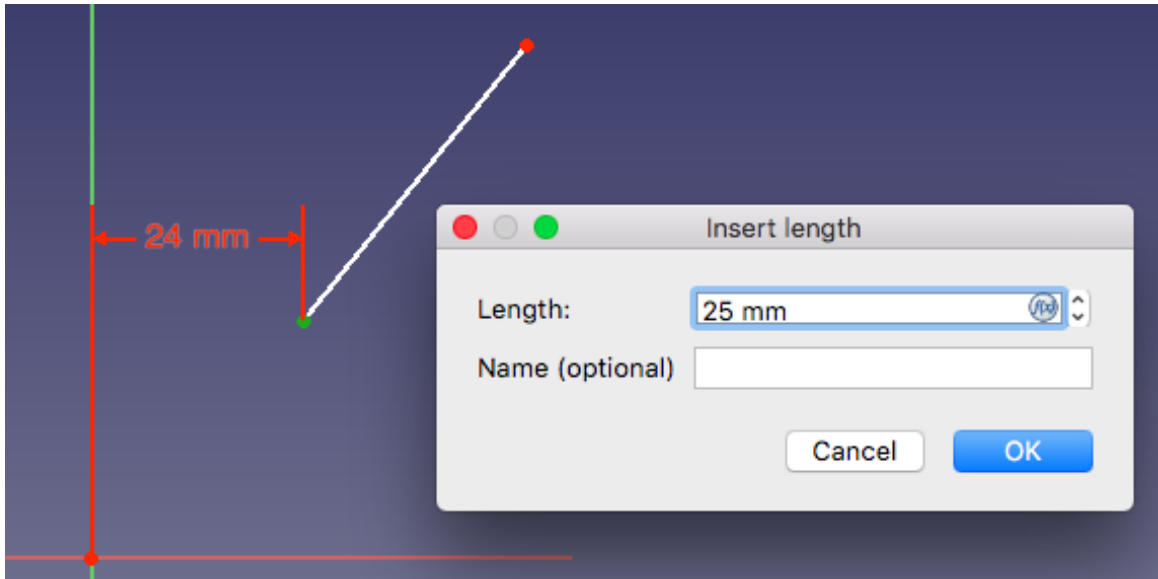 24 mm
Insert length
Length:
25 mm
f(x)
Name (optional)
Cancel
OK